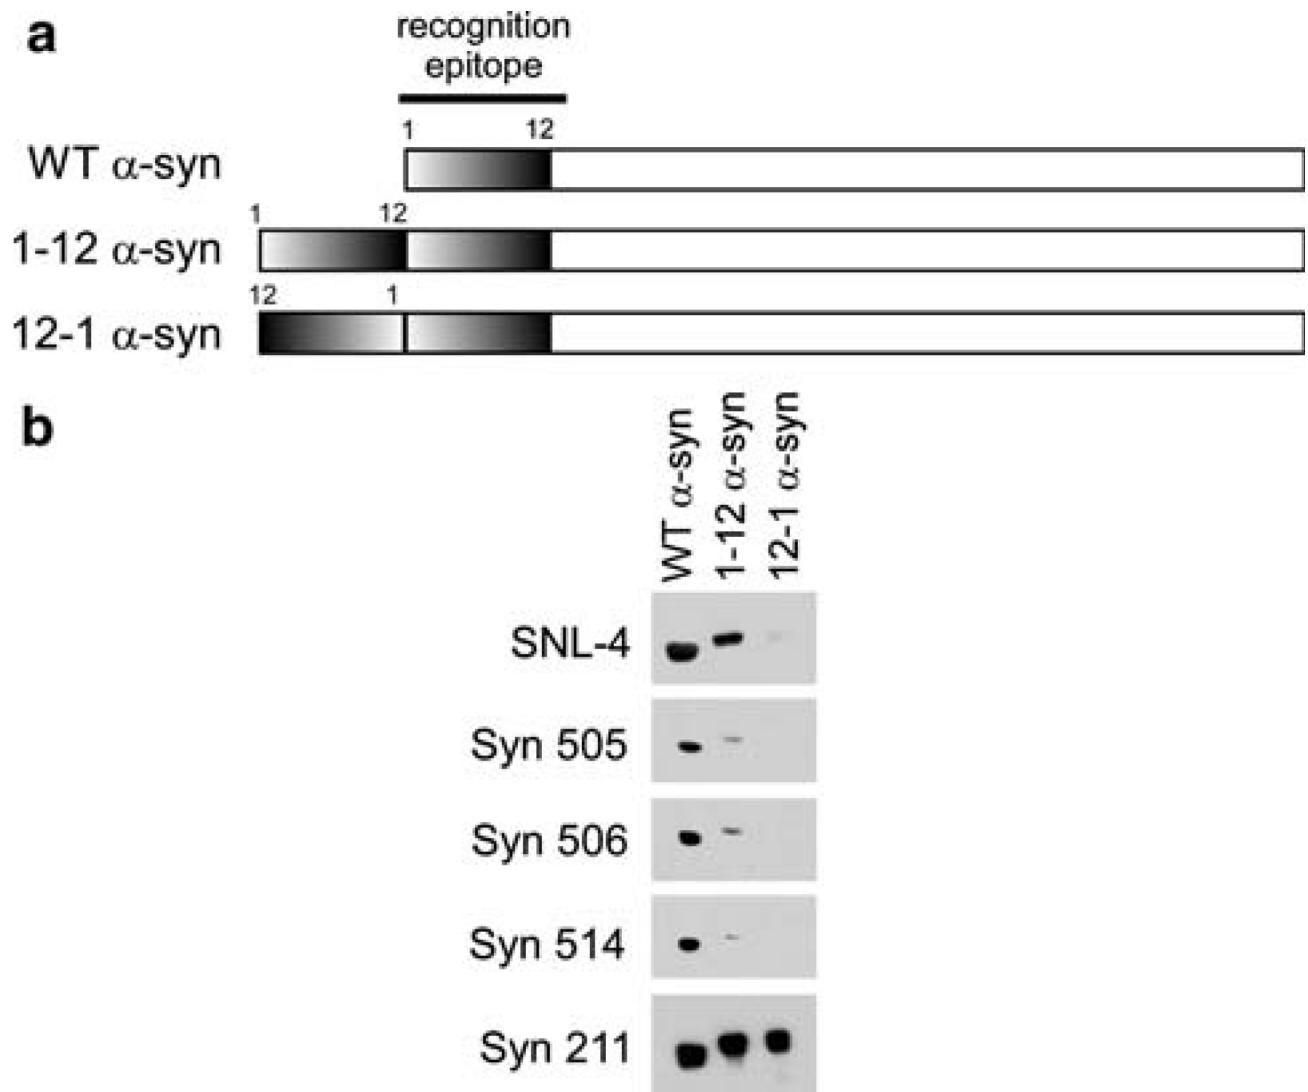 a
recognition
epitope
1 12
WT α-syn
1 12
1-12 α-syn
12 1
12-1 α-syn
b
WT α-syn
1-12 α-syn
12-1 α-syn
SNL-4
Syn 505
Syn 506
Syn 514
Syn 211